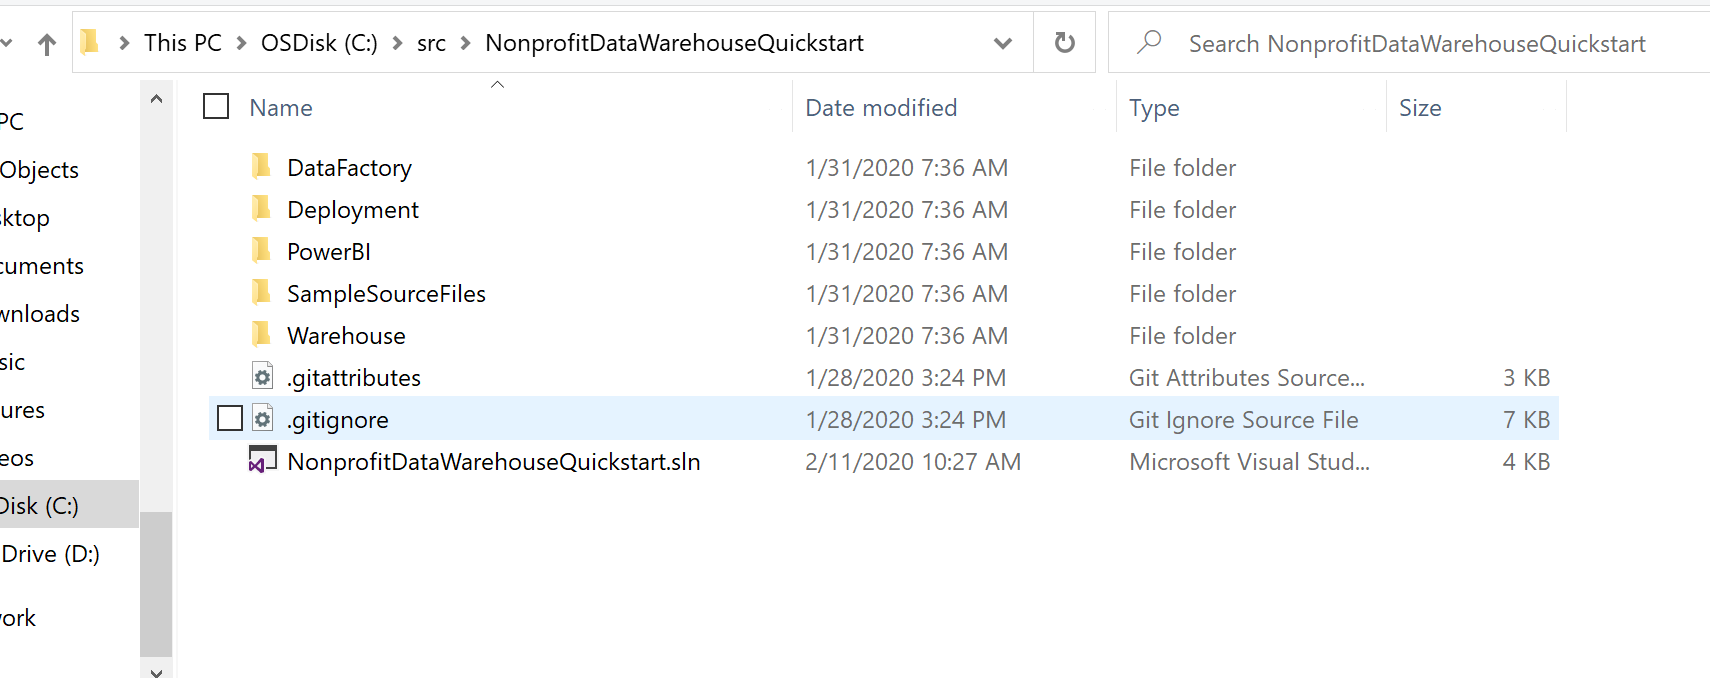 This PC OSDisk (C:) src NonprofitDataWarehouseQuickstart Search NonprofitDataWarehouseQuickstart
PC
Objects
sktop
cuments
wnloads
sic
ures
eos
Disk (C:)
Drive (D:)
ork
Name Date modified Type Size
DataFactory 1/31/2020 7:36 AM File folder
Deployment 1/31/2020 7:36 AM File folder
PowerBI 1/31/2020 7:36 AM File folder
SampleSourceFiles 1/31/2020 7:36 AM File folder
Warehouse 1/31/2020 7:36 AM File folder
.gitattributes 1/28/2020 3:24 PM Git Attributes Source... 3 KB
.gitignore 1/28/2020 3:24 PM Git Ignore Source File 7 KB
NonprofitDataWarehouseQuickstart.sln 2/11/2020 10:27 AM Microsoft Visual Stud... 4 KB